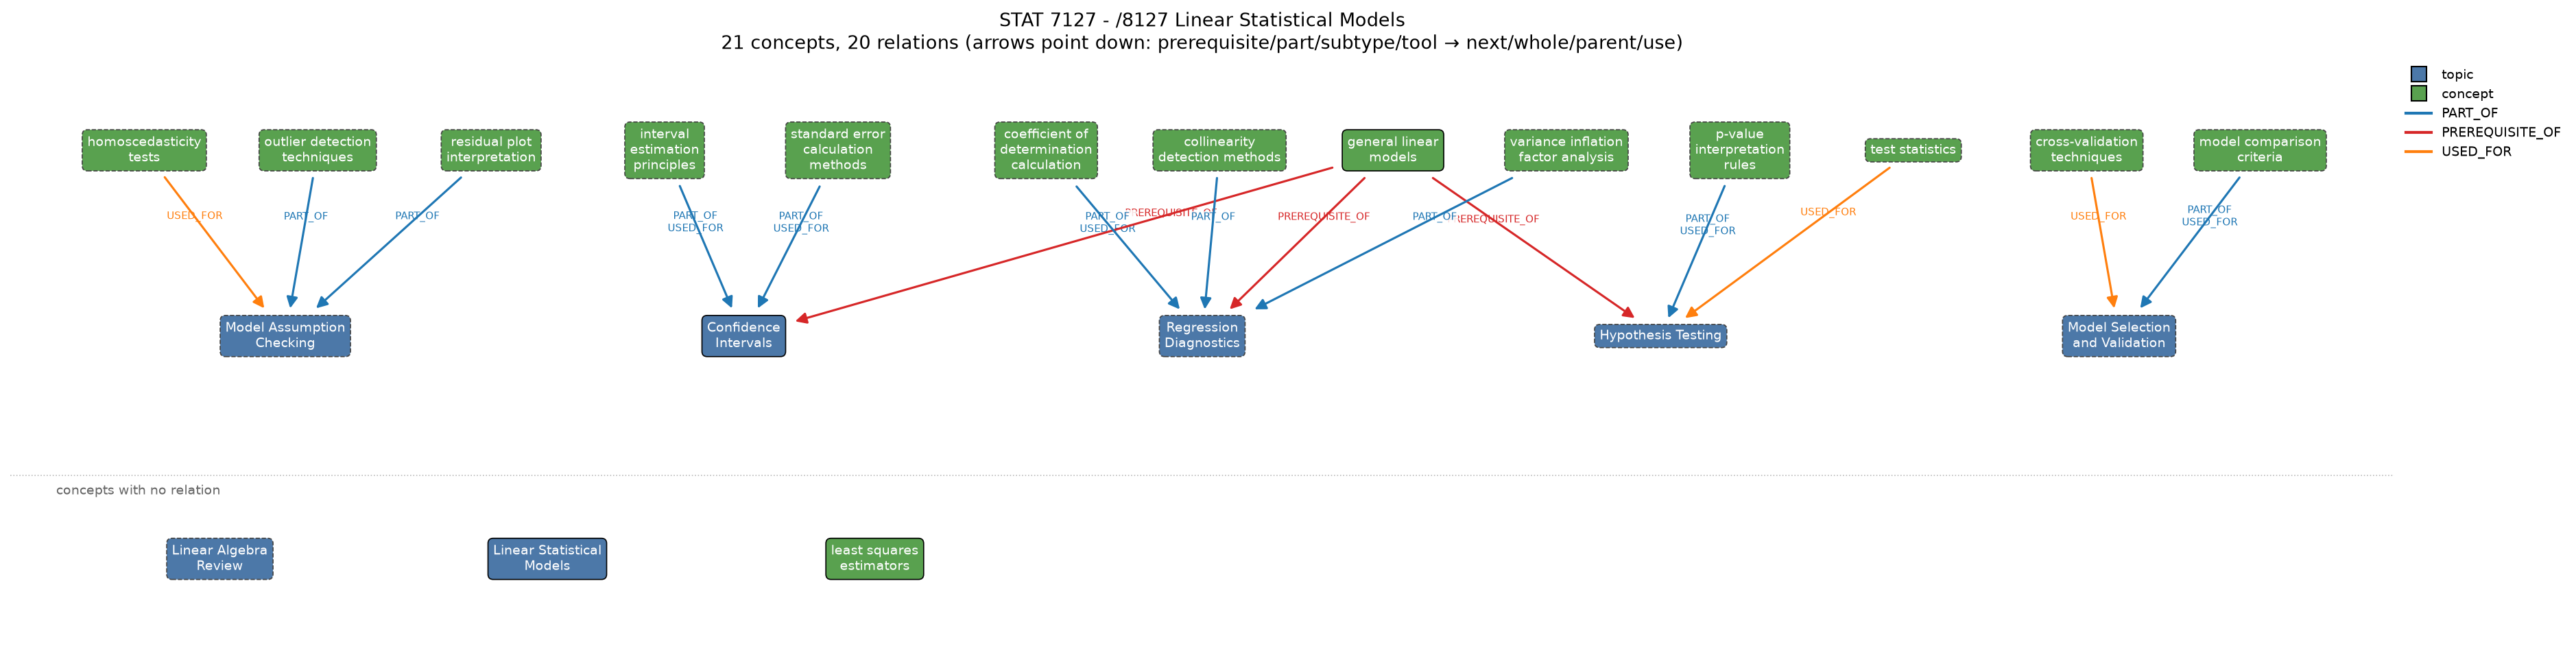 STAT 7127 - /8127 Linear Statistical Models
21 concepts, 20 relations (arrows point down: prerequisite/part/subtype/tool → next/whole/parent/use)
topic
concept
PART_OF
PREREQUISITE_OF
USED_FOR
homoscedasticity
tests
outlier detection
techniques
residual plot
interpretation
interval
estimation
principles
standard error
calculation
methods
coefficient of
determination
calculation
collinearity
detection methods
general linear
models
variance inflation
factor analysis
p-value
interpretation
rules
test statistics
cross-validation
techniques
model comparison
criteria
USED_FOR
PART_OF
PART_OF
PART_OF
USED_FOR
PART_OF
USED_FOR
PREREQUISITE_OF
PART_OF
USED_FOR
PART_OF
PREREQUISITE_OF
PART_OF
PREREQUISITE_OF
PART_OF
USED_FOR
USED_FOR
USED_FOR
PART_OF
USED_FOR
Model Assumption
Checking
Confidence
Intervals
Regression
Diagnostics
Hypothesis Testing
Model Selection
and Validation
concepts with no relation
Linear Algebra
Review
Linear Statistical
Models
least squares
estimators